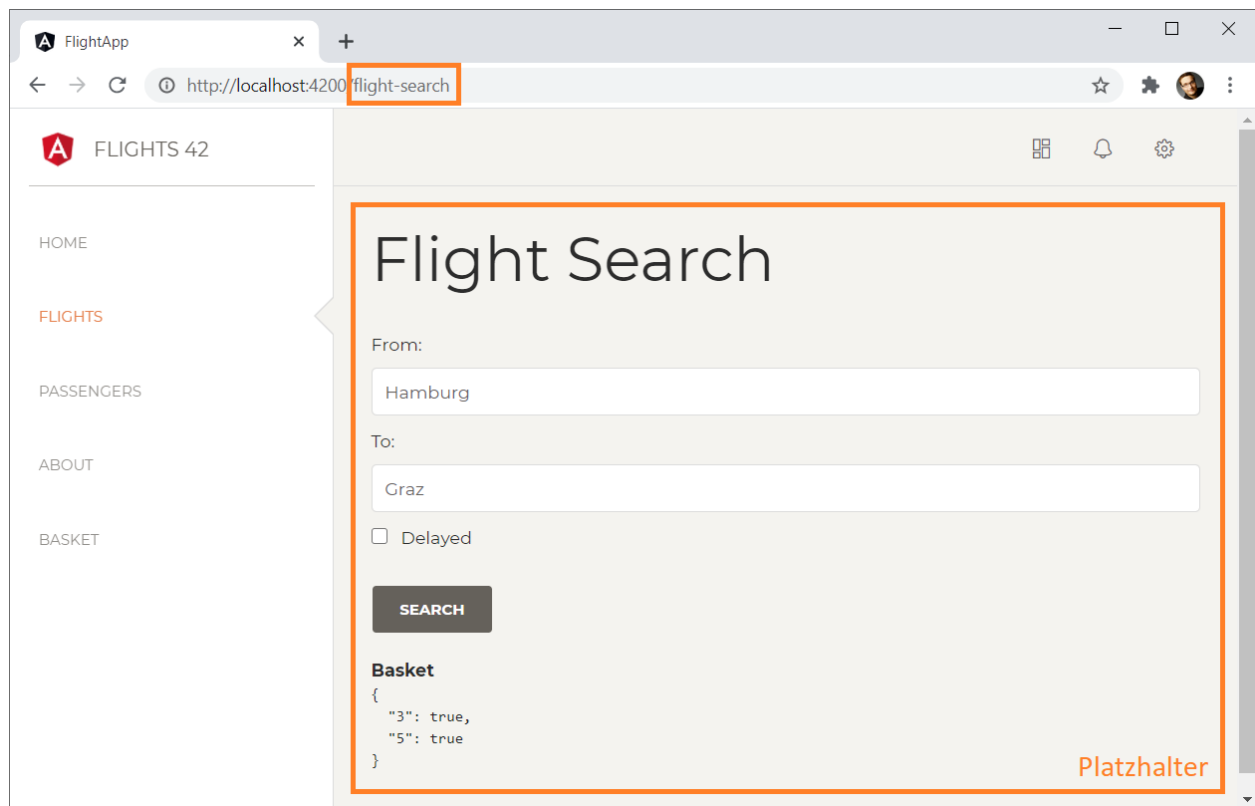 FlightApp
http://localhost:4200/flight-search
FLIGHTS 42
HOME
FLIGHTS
PASSENGERS
ABOUT
BASKET
Flight Search
From:
Hamburg
To:
Graz
Delayed
SEARCH
Basket
{
"3": true,
"5": true
}
Platzhalter